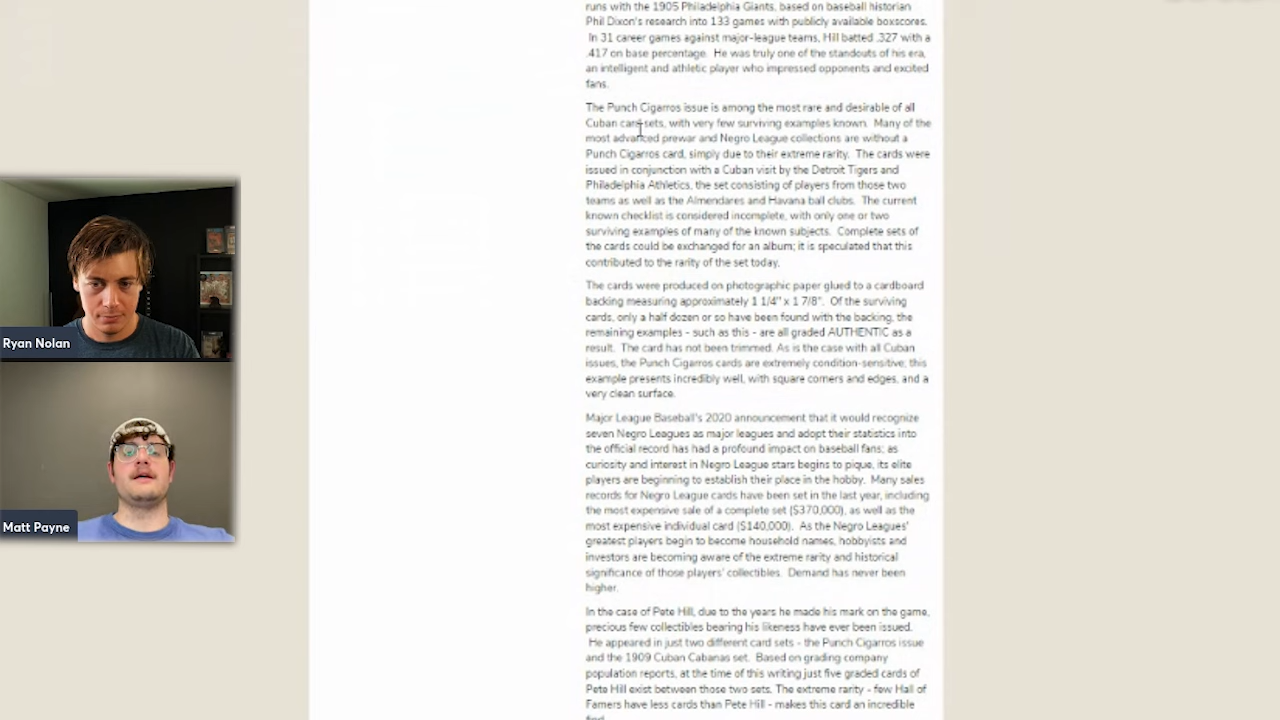 runs with the 1905 Philadelphia Giants, based on baseball historian
Phil Dixon's research into 133 games with publicly available boxscores.
In 31 career games against major-league teams, Hill batted .327 with a
.417 on base percentage. He was truly one of the standouts of his era,
an intelligent and athletic player who impressed opponents and excited
fans.
The Punch Cigarros issue is among the most rare and desirable of all
Cuban card sets, with very few surviving examples known. Many of the
most advanced prewar and Negro League collections are without a
Punch Cigarros card, simply due to their extreme rarity. The cards were
issued in conjunction with a Cuban visit by the Detroit Tigers and
Philadelphia Athletics, the set consisting of players from those two
teams as well as the Almendares and Havana ball clubs. The current
known checklist is considered incomplete, with only one or two
surviving examples of many of the known subjects. Complete sets of
the cards could be exchanged for an album; it is speculated that this
contributed to the rarity of the set today.
The cards were produced on photographic paper glued to a cardboard
backing measuring approximately 1 1/4" x 1 7/8". Of the surviving
cards, only a half dozen or so have been found with the backing, the
remaining examples - such as this - are all graded AUTHENTIC as a
result. The card has not been trimmed. As is the case with all Cuban
issues, the Punch Cigarros cards are extremely condition-sensitive; this
example presents incredibly well, with square corners and edges, and a
very clean surface.
Major League Baseball's 2020 announcement that it would recognize
seven Negro Leagues as major leagues and adopt their statistics into
the official record has had a profound impact on baseball fans; as
curiosity and interest in Negro League stars begins to pique, its elite
players are beginning to establish their place in the hobby. Many sales
records for Negro League cards have been set in the last year, including
the most expensive sale of a complete set ($370,000), as well as the
most expensive individual card ($140,000). As the Negro Leagues'
greatest players begin to become household names, hobbyists and
investors are becoming aware of the extreme rarity and historical
significance of those players' collectibles. Demand has never been
higher.
In the case of Pete Hill, due to the years he made his mark on the game,
precious few collectibles bearing his likeness have ever been issued.
He appeared in just two different card sets - the Punch Cigarros issue
and the 1909 Cuban Cabanas set. Based on grading company
population reports, at the time of this writing just five graded cards of
Pete Hill exist between those two sets. The extreme rarity - few Hall of
Famers have less cards than Pete Hill - makes this card an incredible
find.
Ryan Nolan
Matt Payne